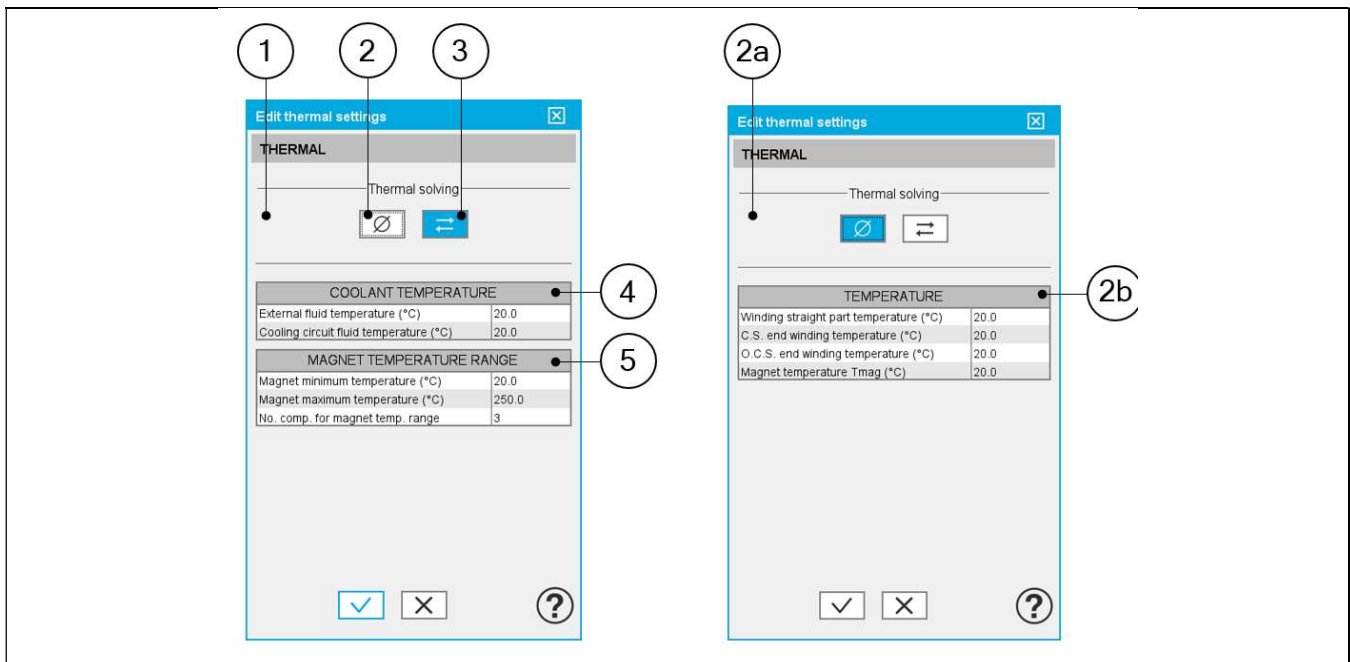 1 2 3 2a
Edit thermal settings
THERMAL
Thermal solving
COOLANT TEMPERATURE 4
External fluid temperature (°C) 20.0
Cooling circuit fluid temperature (°C) 20.0
MAGNET TEMPERATURE RANGE 5
Magnet minimum temperature (°C) 20.0
Magnet maximum temperature (°C) 250.0
No. comp. for magnet temp. range 3
?
Edit thermal settings
THERMAL
Thermal solving
TEMPERATURE 2b
Winding straight part temperature (°C) 20.0
C.S. end winding temperature (°C) 20.0
O.C.S. end winding temperature (°C) 20.0
Magnet temperature Tmag (°C) 20.0
?